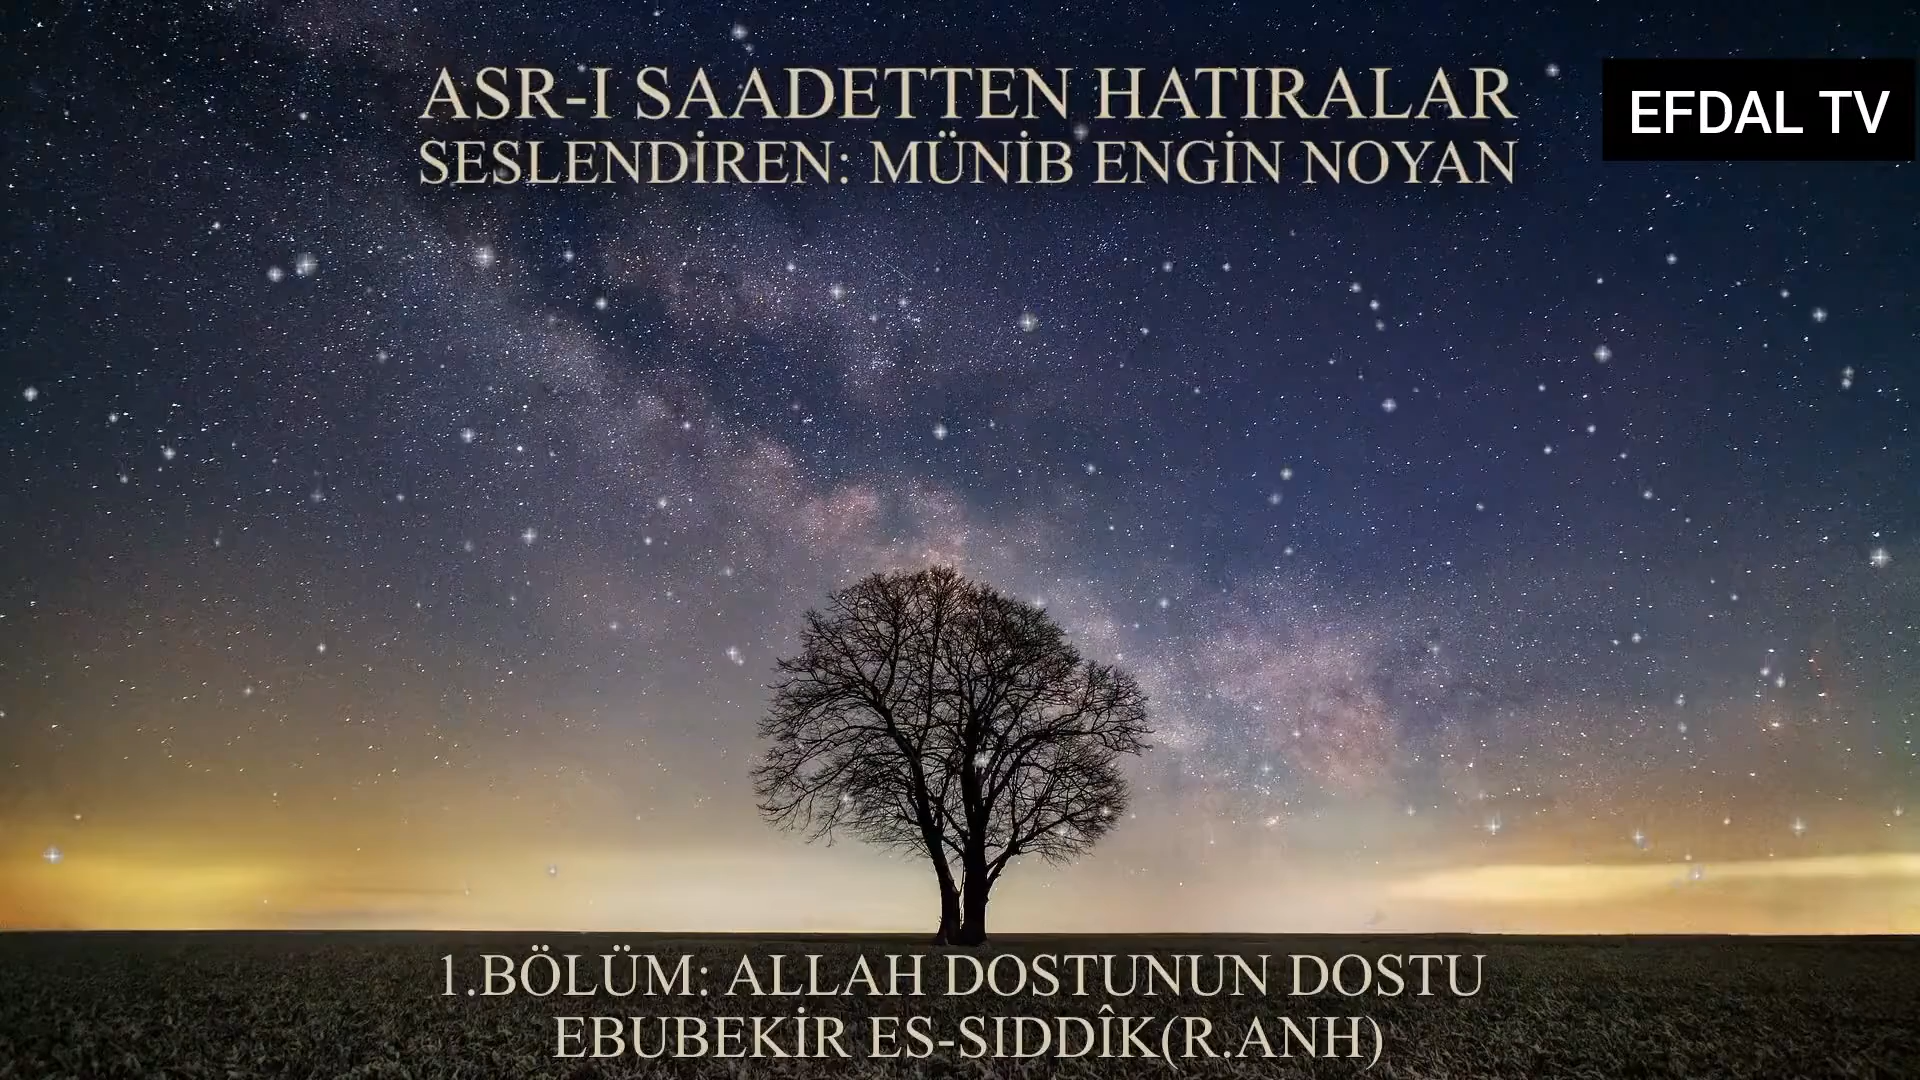 ASR-I SAADETTEN HATIRALAR
SESLENDİREN: MÜNİB ENGİN NOYAN
EFDAL TV
1.BÖLÜM: ALLAH DOSTUNUN DOSTU
EBUBEKİR ES-SIDDÎK(R.ANH)